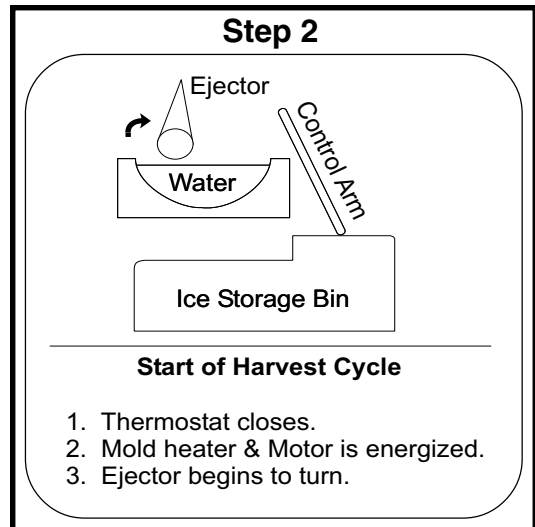 Step 2
Ejector
Control Arm
Water
Ice Storage Bin
Start of Harvest Cycle
1. Thermostat closes.
2. Mold heater & Motor is energized.
3. Ejector begins to turn.